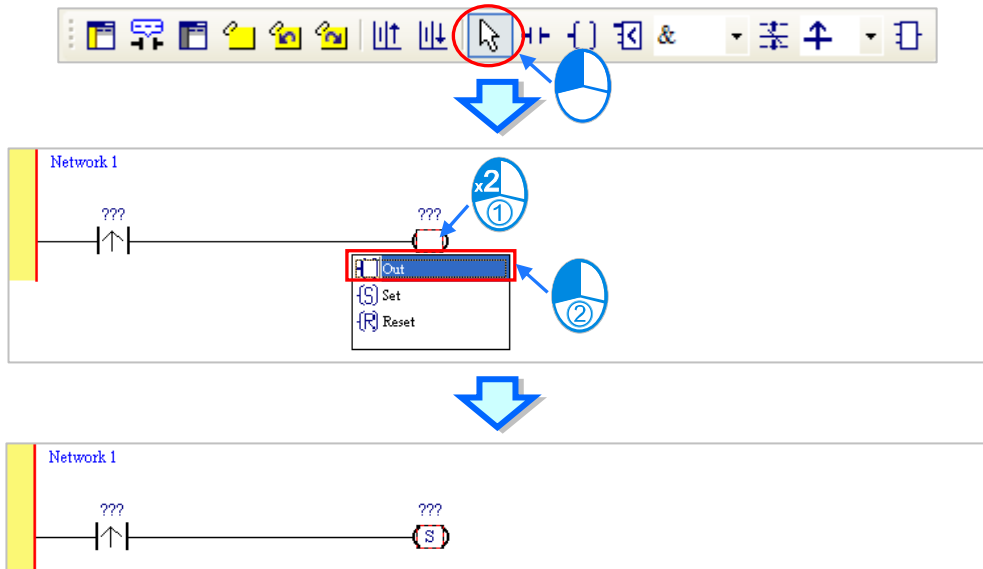 &
Network 1
x2
??? ???
①
Out
(S) Set
(R) Reset
②
Network 1
??? ???
S